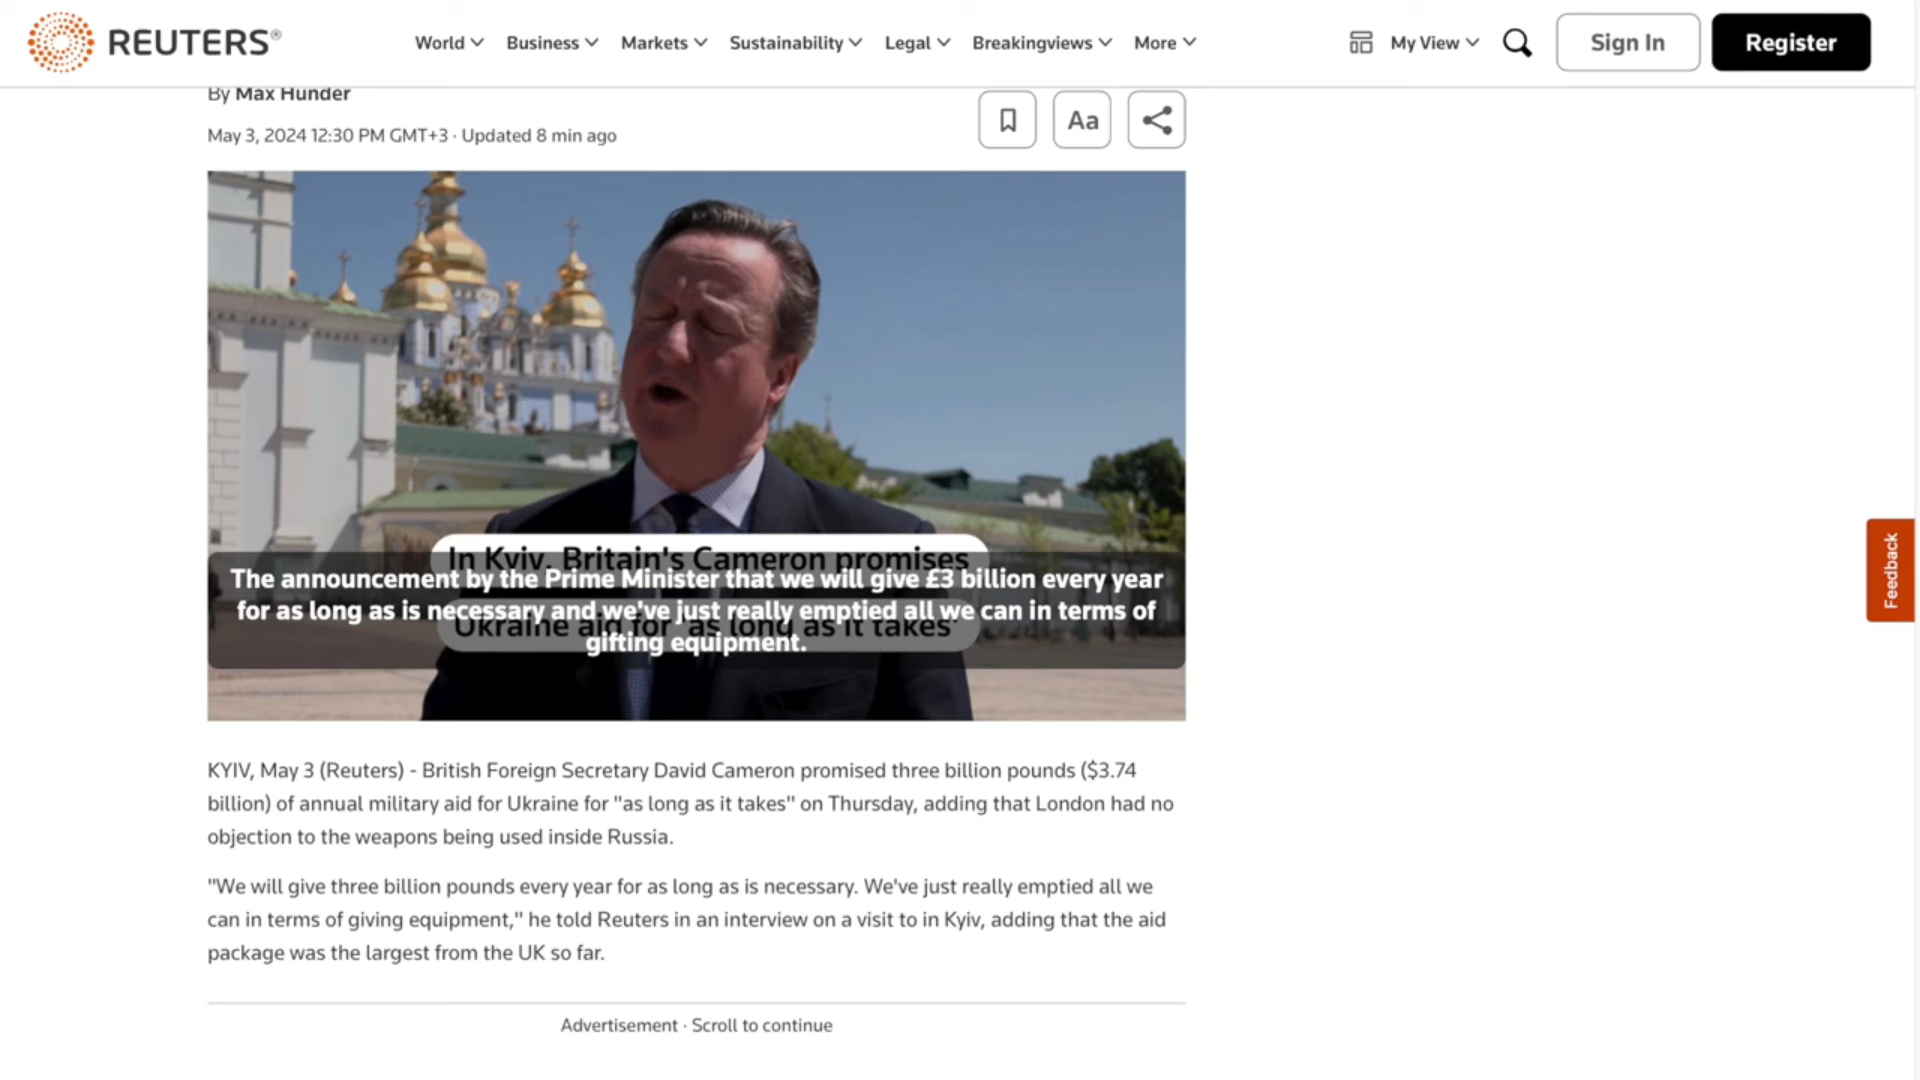 REUTERS®
World
Business
Markets
Sustainability
Legal
Breakingviews
More
My View
Sign In
Register
By Max Hunder
May 3, 2024 12:30 PM GMT+3 · Updated 8 min ago
Aa
In Kyiv, Britain's Cameron promises
Ukraine aid for 'as long as it takes'
The announcement by the Prime Minister that we will give £3 billion every year
for as long as is necessary and we've just really emptied all we can in terms of
gifting equipment.
Feedback
KYIV, May 3 (Reuters) - British Foreign Secretary David Cameron promised three billion pounds ($3.74
billion) of annual military aid for Ukraine for "as long as it takes" on Thursday, adding that London had no
objection to the weapons being used inside Russia.
"We will give three billion pounds every year for as long as is necessary. We've just really emptied all we
can in terms of giving equipment," he told Reuters in an interview on a visit to in Kyiv, adding that the aid
package was the largest from the UK so far.
Advertisement · Scroll to continue